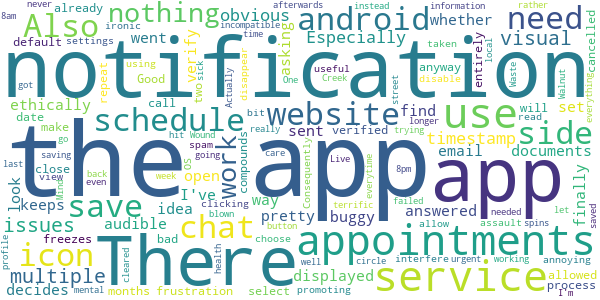 never already ironic afterwards instead information rather
8am Also nothing android obvious whether need cancelled
default settings went asking Especially incompatible visual
notification
repeat using Good verify two sick Actually time disappear useful One Creek Waste local Walnut disable street everything entirely
ethically schedule call OS got website find will set use side
date make go bit hit Wound spam really sent verified trying longer read timestamp
the app app
last saving even close view back Mind I've open going care compounds Consequently Live 8pm email documents finally
look save work way idea clicking everytime answered let saved
issues chat audible pretty buggy appointments
keeps icon week button blown terrific failed needed allow assault spins
profile freezes bad There choose well circle displayed interfere urgent working annoying
multiple decides mental cleared months frustration health select promoting service allowed process I'm